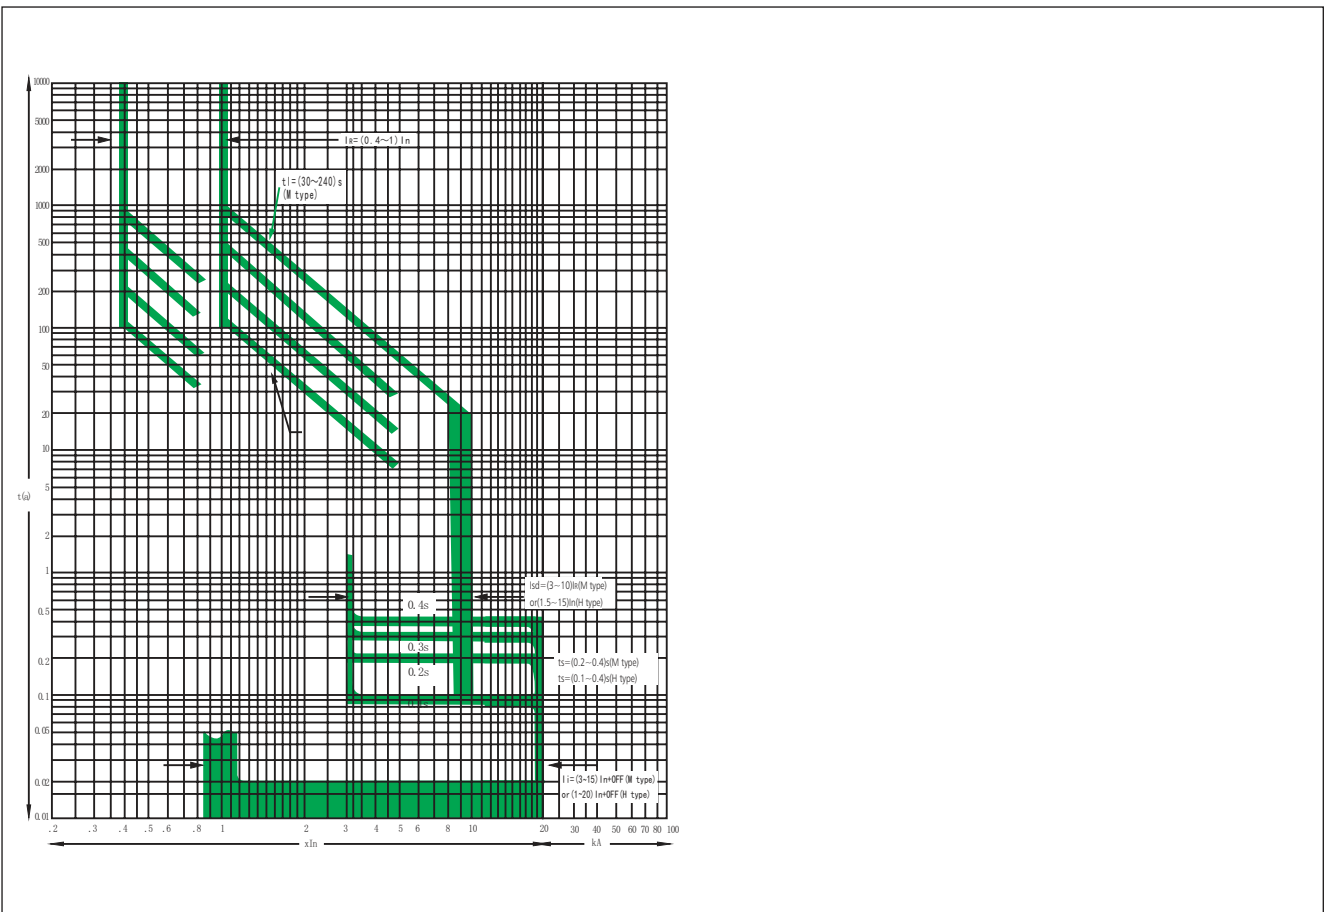 10000
5000
2000
1000
500
200
100
50
20
10
5
2
1
0.5
0.2
0.1
0.05
0.02
0.01
t(a)
IR=(0.4～1)In
tl=(30～240)s
(M type)
Isd=(3~10)IR(M type)
or(1.5~15)In(H type)
0.4s
0.3s
0.2s
ts=(0.2~0.4)s(M type)
ts=(0.1~0.4)s(H type)
Ii=(3~15)In+OFF(M type)
or(1~20)In+OFF(H type)
.2 .3 .4 .5 .6 .8 1 2 3 4 5 6 8 10 20 30 40 50 60 70 80 100
xIn kA